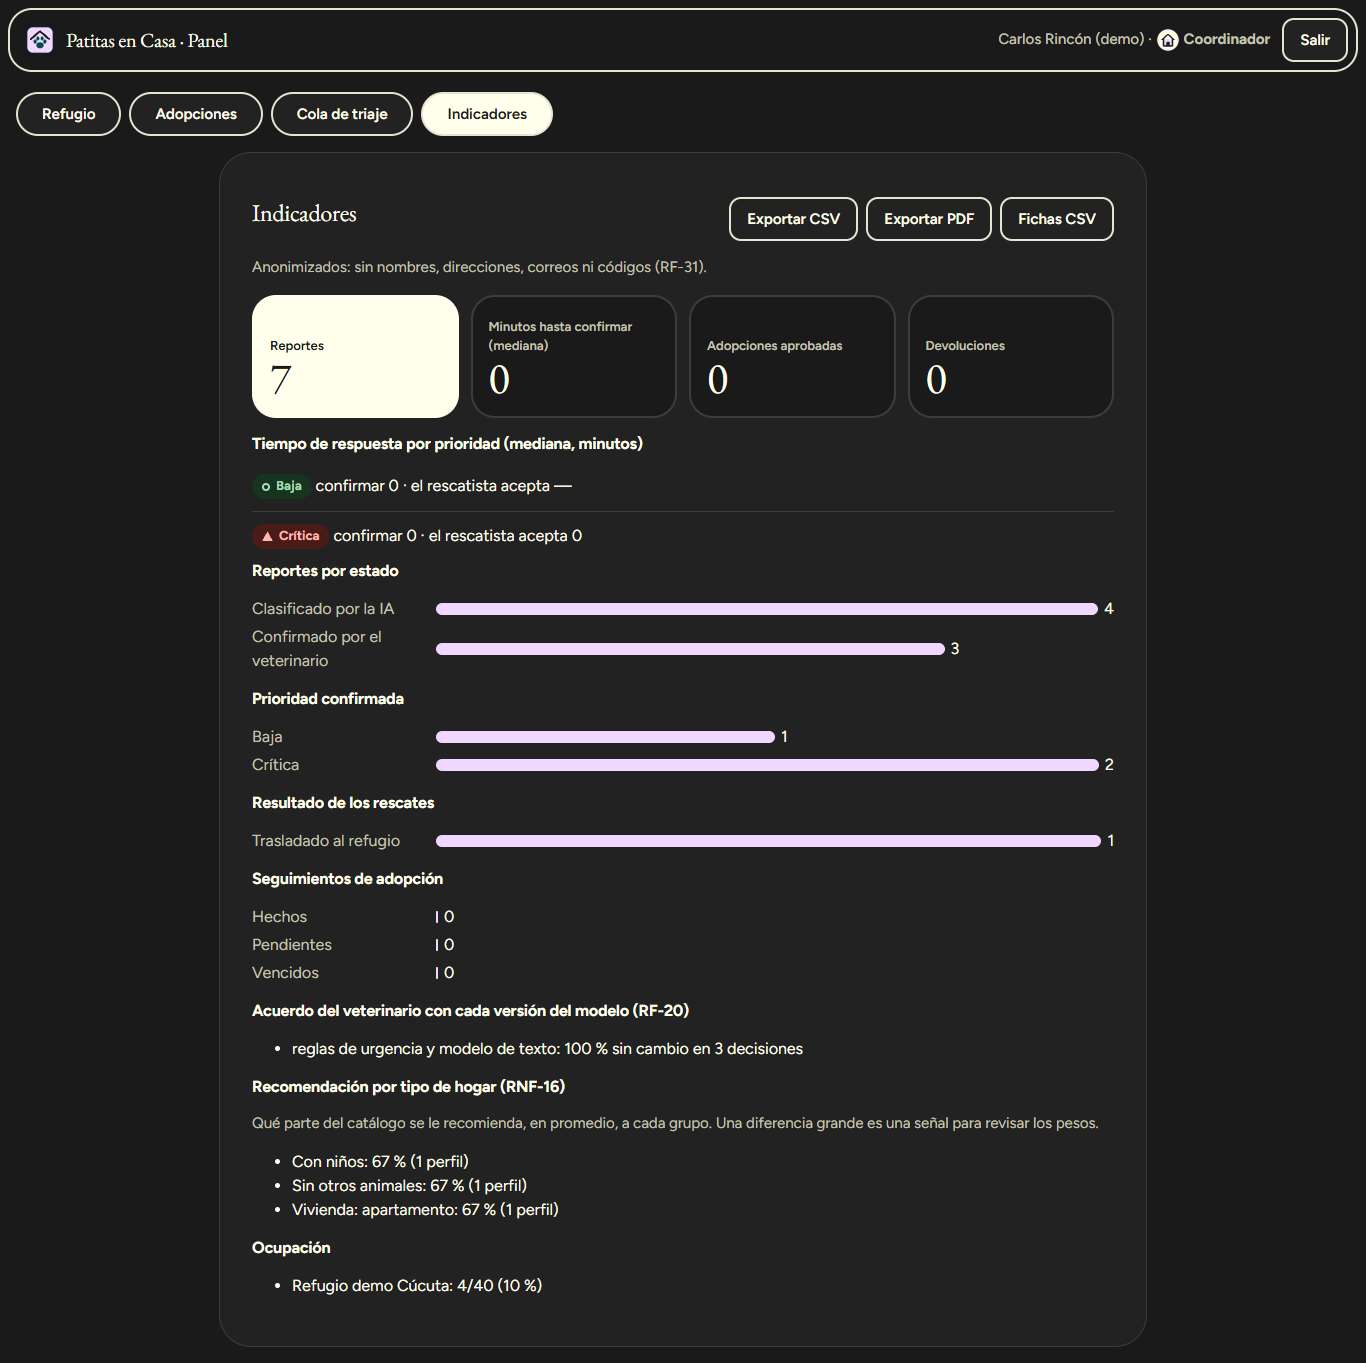 Patitas en Casa · Panel
Carlos Rincón (demo) · Coordinador
Salir
Refugio
Adopciones
Cola de triaje
Indicadores
Indicadores
Exportar CSV
Exportar PDF
Fichas CSV
Anonimizados: sin nombres, direcciones, correos ni códigos (RF-31).
Reportes
7
Minutos hasta confirmar
(mediana)
0
Adopciones aprobadas
0
Devoluciones
0
Tiempo de respuesta por prioridad (mediana, minutos)
Baja confirmar 0 · el rescatista acepta —
Crítica confirmar 0 · el rescatista acepta 0
Reportes por estado
Clasificado por la IA 4
Confirmado por el
veterinario 3
Prioridad confirmada
Baja 1
Crítica 2
Resultado de los rescates
Trasladado al refugio 1
Seguimientos de adopción
Hechos 0
Pendientes 0
Vencidos 0
Acuerdo del veterinario con cada versión del modelo (RF-20)
• reglas de urgencia y modelo de texto: 100 % sin cambio en 3 decisiones
Recomendación por tipo de hogar (RNF-16)
Qué parte del catálogo se le recomienda, en promedio, a cada grupo. Una diferencia grande es una señal para revisar los pesos.
• Con niños: 67 % (1 perfil)
• Sin otros animales: 67 % (1 perfil)
• Vivienda: apartamento: 67 % (1 perfil)
Ocupación
• Refugio demo Cúcuta: 4/40 (10 %)